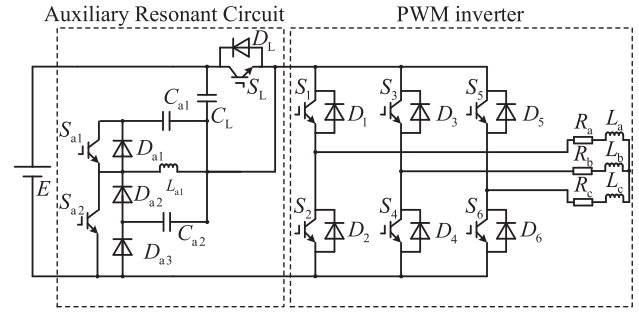 Auxiliary Resonant Circuit
PWM inverter
D_L
S_L
C_a1
C_L
S_a1
D_a1
L_a1
E
S_a2
D_a2
C_a2
D_a3
S_1
D_1
S_3
D_3
S_5
D_5
R_a
L_a
R_b
L_b
R_c
L_c
S_2
D_2
S_4
D_4
S_6
D_6